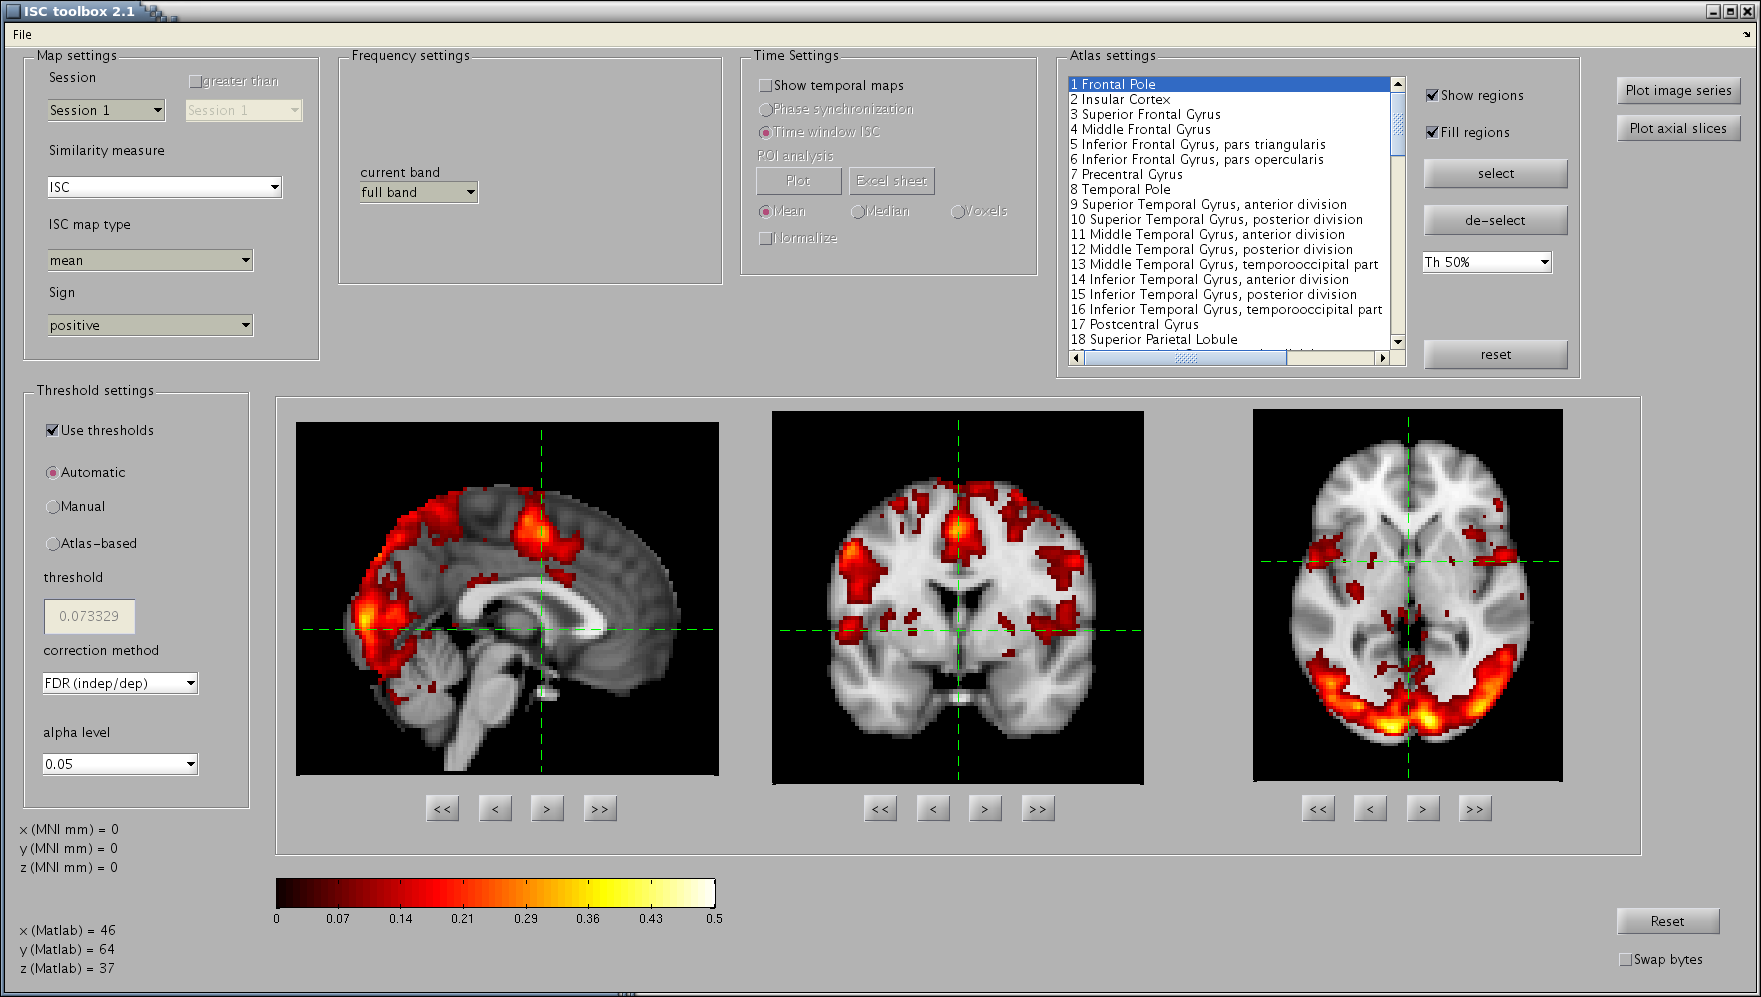 ISC toolbox 2.1
File
Map settings
Session
greater than
Session 1
Session 1
Similarity measure
ISC
ISC map type
mean
Sign
positive
Frequency settings
current band
full band
Time Settings
Show temporal maps
Phase synchronization
Time window ISC
ROI analysis
Plot
Excel sheet
Mean
Median
Voxels
Normalize
Atlas settings
1 Frontal Pole
2 Insular Cortex
3 Superior Frontal Gyrus
4 Middle Frontal Gyrus
5 Inferior Frontal Gyrus, pars triangularis
6 Inferior Frontal Gyrus, pars opercularis
7 Precentral Gyrus
8 Temporal Pole
9 Superior Temporal Gyrus, anterior division
10 Superior Temporal Gyrus, posterior division
11 Middle Temporal Gyrus, anterior division
12 Middle Temporal Gyrus, posterior division
13 Middle Temporal Gyrus, temporooccipital part
14 Inferior Temporal Gyrus, anterior division
15 Inferior Temporal Gyrus, posterior division
16 Inferior Temporal Gyrus, temporooccipital part
17 Postcentral Gyrus
18 Superior Parietal Lobule
Show regions
Fill regions
select
de-select
Th 50%
reset
Plot image series
Plot axial slices
Threshold settings
Use thresholds
Automatic
Manual
Atlas-based
threshold
0.073329
correction method
FDR (indep/dep)
alpha level
0.05
<< < > >>
<< < > >>
<< < > >>
x (MNI mm) = 0
y (MNI mm) = 0
z (MNI mm) = 0
x (Matlab) = 46
y (Matlab) = 64
z (Matlab) = 37
0 0.07 0.14 0.21 0.29 0.36 0.43 0.5
Reset
Swap bytes